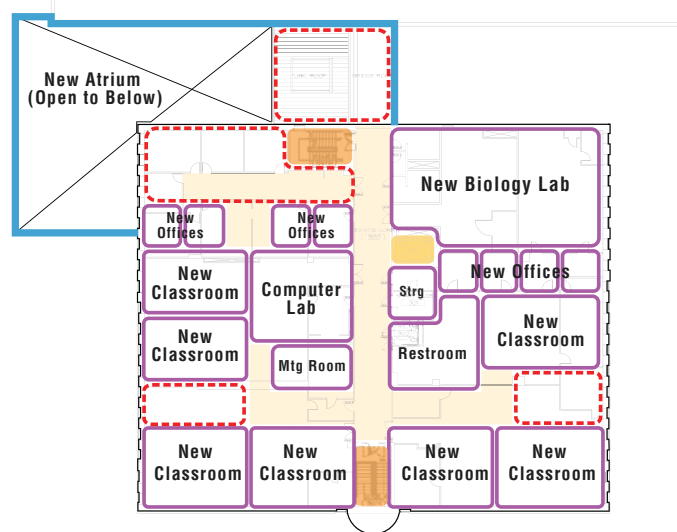 New Atrium
(Open to Below)
New Biology Lab
New
Offices
New
Offices
New Offices
New
Classroom
Computer
Lab
Strg
New
Classroom
New
Classroom
Restroom
Mtg Room
New
Classroom
New
Classroom
New
Classroom
New
Classroom